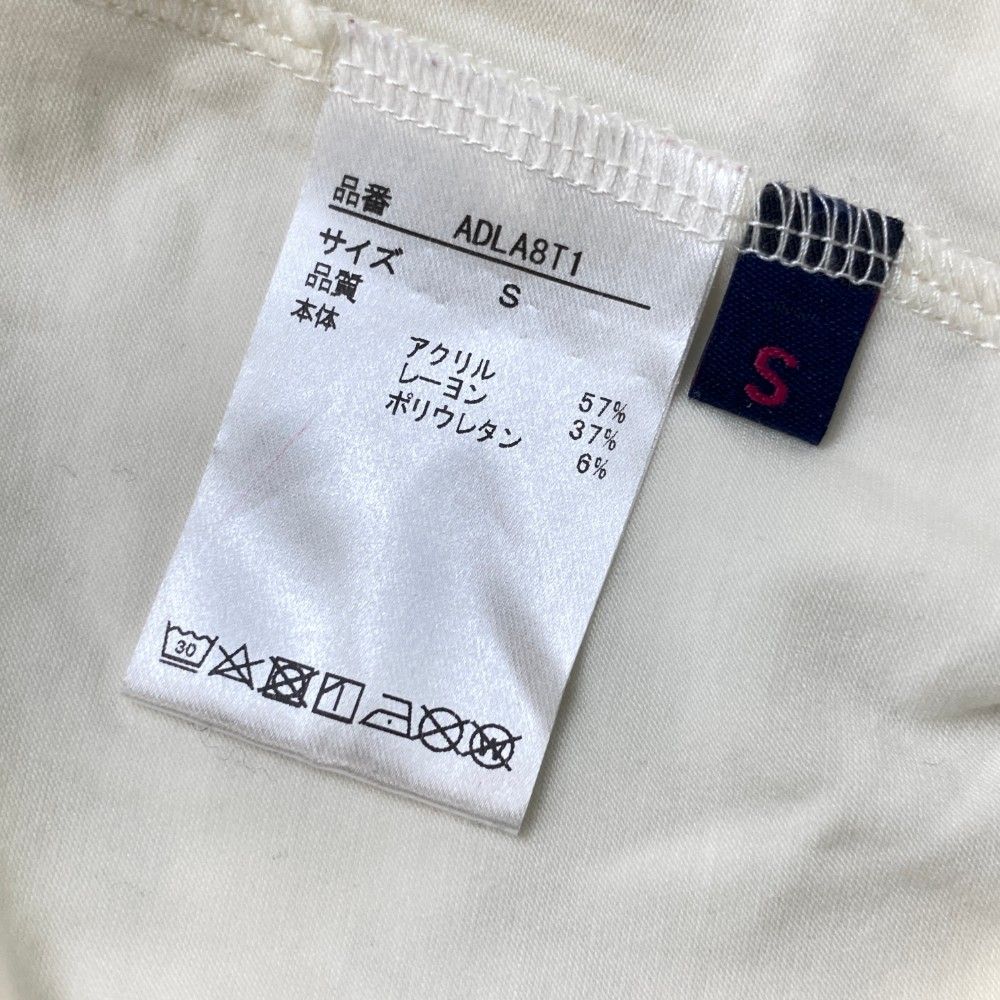 品番 ADLA8T1
サイズ S
品質
本体
アクリル 57%
レーヨン 37%
ポリウレタン 6%
30
W
S